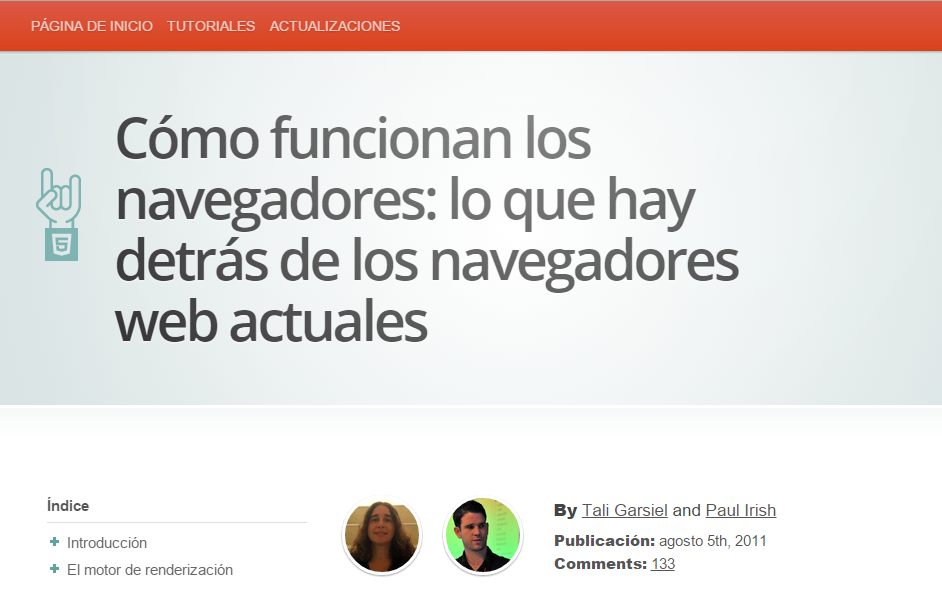 PÁGINA DE INICIO TUTORIALES ACTUALIZACIONES
Cómo funcionan los
navegadores: lo que hay
detrás de los navegadores
web actuales
5
Índice
Introducción
El motor de renderización
By Tali Garsiel and Paul Irish
Publicación: agosto 5th, 2011
Comments: 133